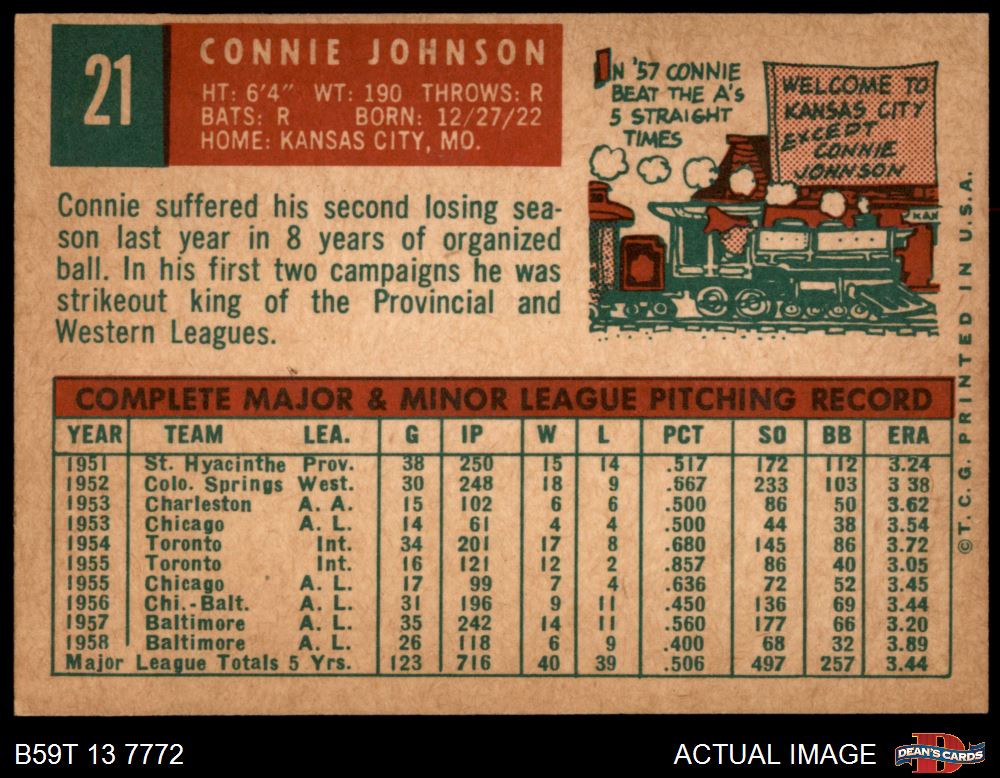 21
CONNIE JOHNSON
HT: 6'4" WT: 190 THROWS: R
BATS: R BORN: 12/27/22
HOME: KANSAS CITY, MO.
Connie suffered his second losing sea-
son last year in 8 years of organized
ball. In his first two campaigns he was
strikeout king of the Provincial and
Western Leagues.
IN '57 CONNIE
BEAT THE A's
5 STRAIGHT
TIMES
WELCOME TO
KANSAS CITY
EXCEPT
CONNIE
JOHNSON
KAN
COMPLETE MAJOR & MINOR LEAGUE PITCHING RECORD
YEAR TEAM LEA. G IP W L PCT SO BB ERA
1951 St. Hyacinthe Prov. 38 250 15 14 .517 172 112 3.24
1952 Colo. Springs West. 30 248 18 9 .667 233 103 3 38
1953 Charleston A. A. 15 102 6 6 .500 86 50 3.62
1953 Chicago A. L. 14 61 4 4 .500 44 38 3.54
1954 Toronto Int. 34 201 17 8 .680 145 86 3.72
1955 Toronto Int. 16 121 12 2 .857 86 40 3.05
1955 Chicago A. L. 17 99 7 4 .636 72 52 3.45
1956 Chi.-Balt. A. L. 31 196 9 11 .450 136 69 3.44
1957 Baltimore A. L. 35 242 14 11 .560 177 66 3.20
1958 Baltimore A. L. 26 118 6 9 .400 68 32 3.89
Major League Totals 5 Yrs. 123 716 40 39 .506 497 257 3.44
© T. C. G. PRINTED IN U.S.A.
B59T 13 7772
ACTUAL IMAGE
DEAN'S CARDS